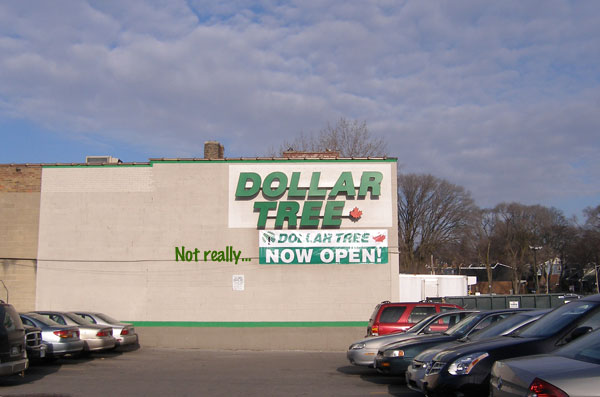 DOLLAR
TREE
DOLLAR TREE
Not really...
NOW OPEN!